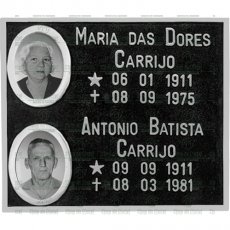 MARIA DAS DORES
CARRIJO
★ 06 01 1911
✝ 08 09 1975
ANTONIO BATISTA
CARRIJO
★ 09 09 1911
✝ 08 03 1981